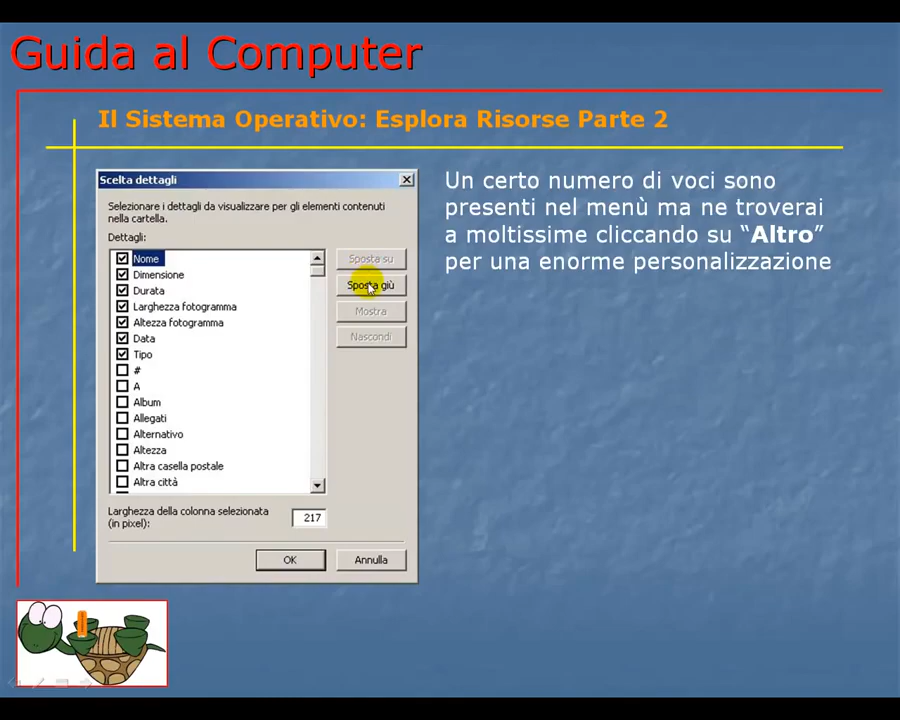 Guida al Computer
Il Sistema Operativo: Esplora Risorse Parte 2
Scelta dettagli
Selezionare i dettagli da visualizzare per gli elementi contenuti
nella cartella.
Dettagli:
Nome
Dimensione
Durata
Larghezza fotogramma
Altezza fotogramma
Data
Tipo
#
A
Album
Allegati
Alternativo
Altezza
Altra casella postale
Altra città
Sposta su
Sposta giù
Mostra
Nascondi
Larghezza della colonna selezionata
(in pixel):
217
OK
Annulla
Un certo numero di voci sono
presenti nel menù ma ne troverai
a moltissime cliccando su “Altro”
per una enorme personalizzazione